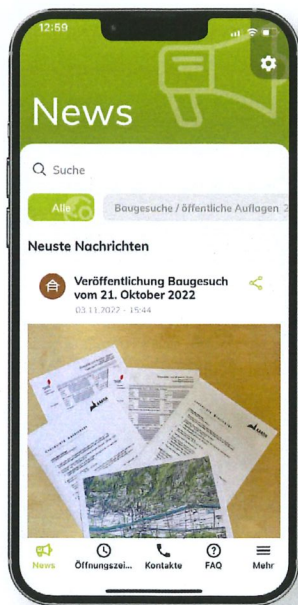 12:59
News
Suche
Alle
Baugesuche / öffentliche Auflagen
Neuste Nachrichten
Veröffentlichung Baugesuch
vom 21. Oktober 2022
03.11.2022 - 15:44
News
Öffnungszei...
Kontakte
FAQ
Mehr